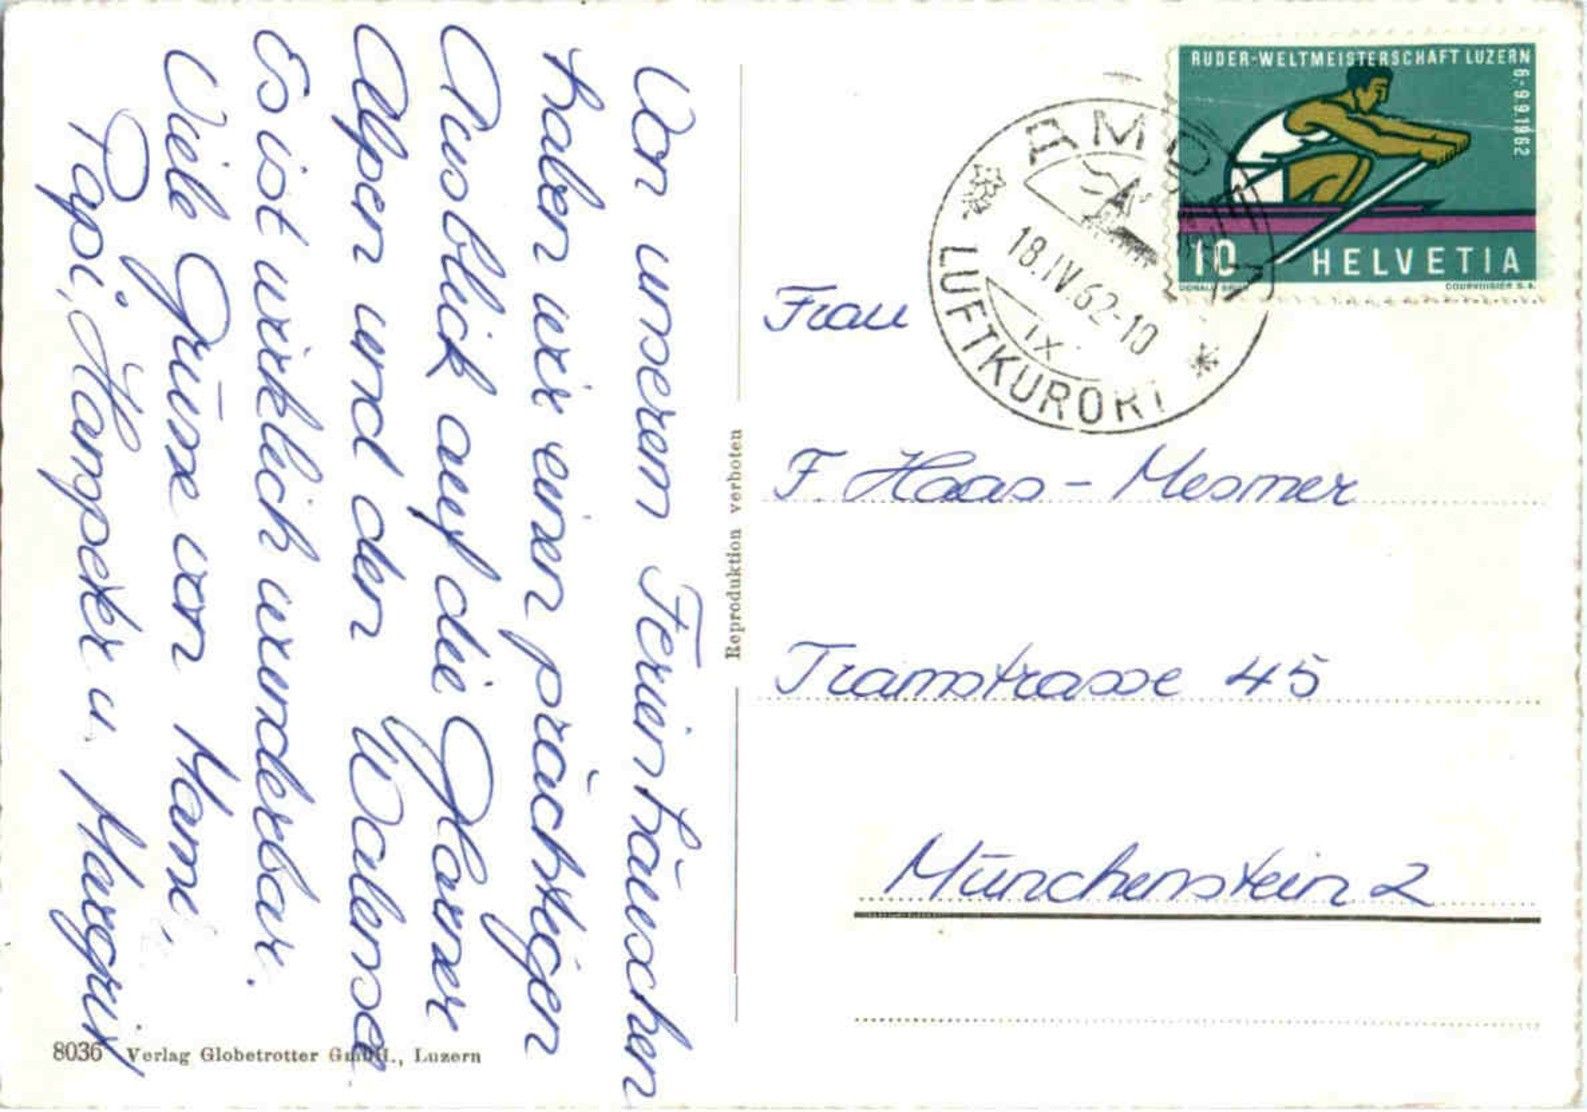 Von unserem Ferienhäuschen
haben wir einen prächtigen
Ausblick auf die Glarner
Alpen und den Walensee
Es ist wirklich wunderbar.
Viele Grüsse von Mami,
Papi, Hanspeter u. Margrit
8036 Verlag Globetrotter GmbH., Luzern
Reproduktion verboten
RUDER-WELTMEISTERSCHAFT LUZERN
6.-9.9.1962
10 HELVETIA
COURVOISIER S.A.
AMDEN
18.IV.62-10
IX
LUFTKURORT
Frau
F. Haas-Mesmer
Tramstrasse 45
Münchenstein 2